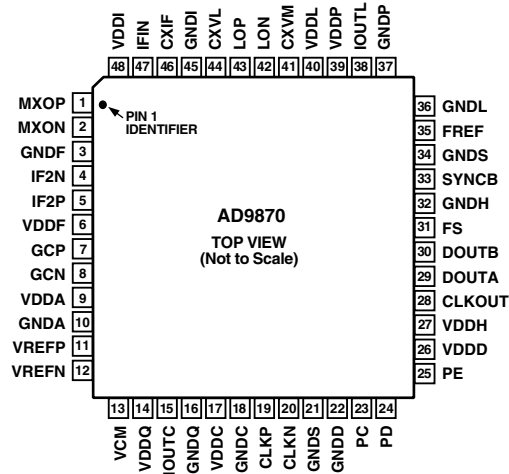 VDDI IFIN CXIF GNDI CXVL LOP LON CXVM VDDL VDDP IOUTL GNDP
48 47 46 45 44 43 42 41 40 39 38 37
MXOP 1
MXON 2
GNDF 3
IF2N 4
IF2P 5
VDDF 6
GCP 7
GCN 8
VDDA 9
GNDA 10
VREFP 11
VREFN 12
PIN 1
IDENTIFIER
AD9870
TOP VIEW
(Not to Scale)
36 GNDL
35 FREF
34 GNDS
33 SYNCB
32 GNDH
31 FS
30 DOUTB
29 DOUTA
28 CLKOUT
27 VDDH
26 VDDD
25 PE
13 14 15 16 17 18 19 20 21 22 23 24
VCM VDDQ IOUTC GNDQ VDDC GNDC CLKP CLKN GNDS GNDD PC PD